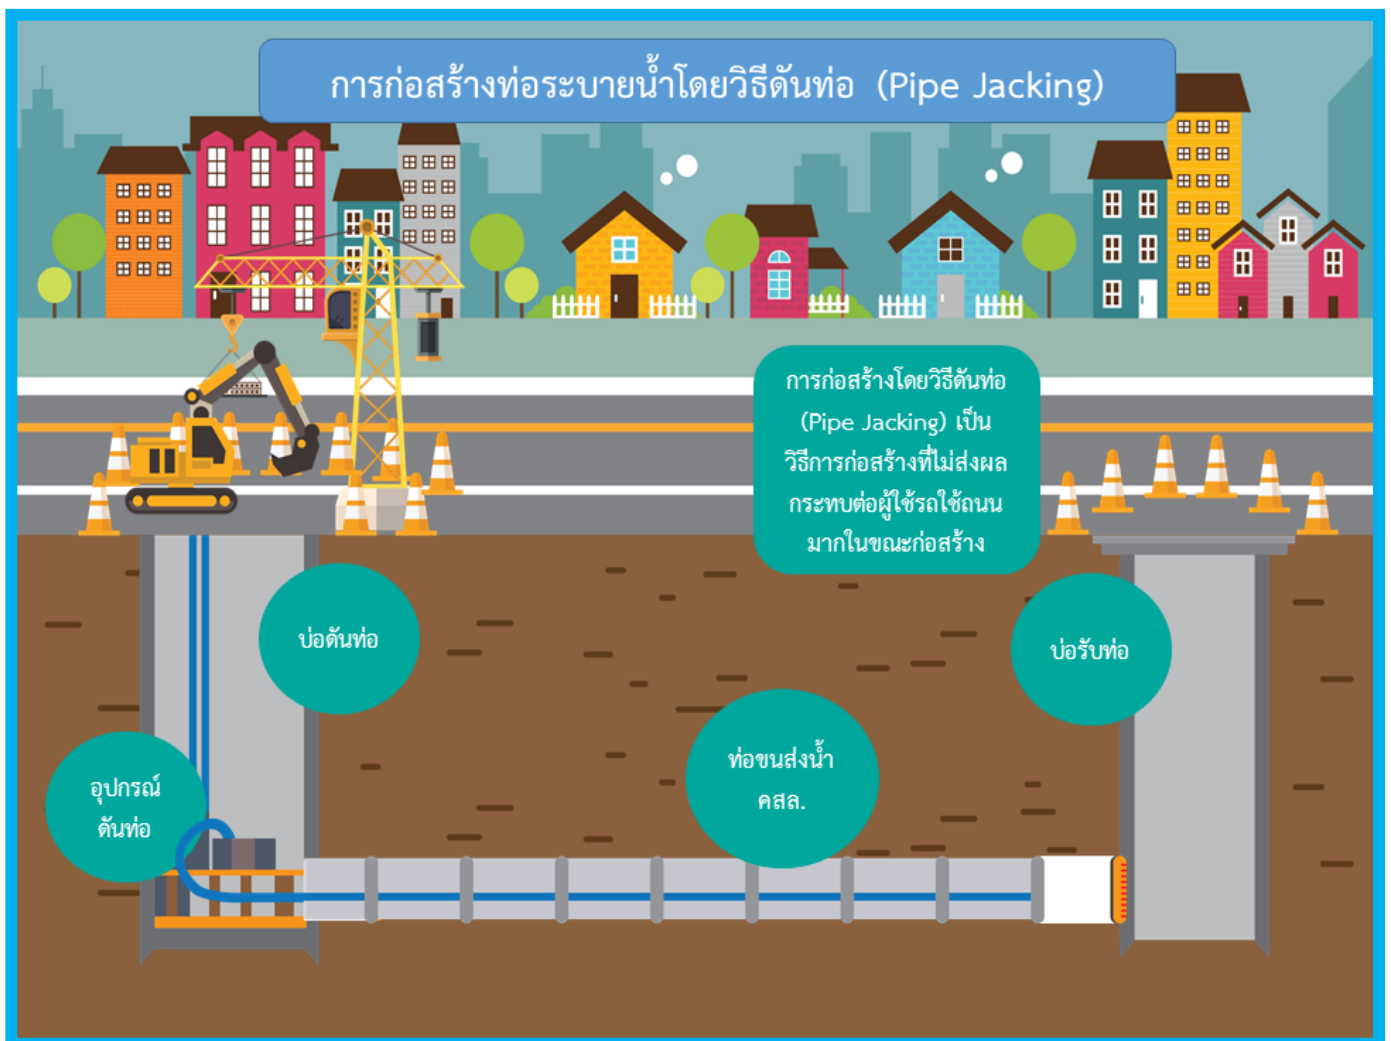 การก่อสร้างท่อระบายน้ำโดยวิธีดันท่อ (Pipe Jacking)
การก่อสร้างโดยวิธีดันท่อ
(Pipe Jacking) เป็น
วิธีการก่อสร้างที่ไม่ส่งผล
กระทบต่อผู้ใช้รถใช้ถนน
มากในขณะก่อสร้าง
บ่อดันท่อ
บ่อรับท่อ
ท่อขนส่งน้ำ
คสล.
อุปกรณ์
ดันท่อ